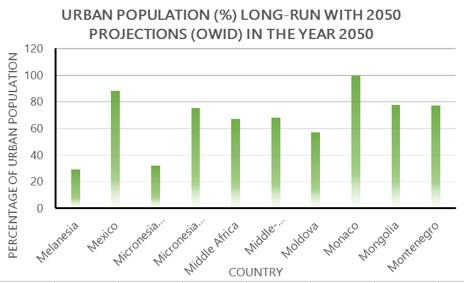 URBAN POPULATION (%) LONG-RUN WITH 2050
PROJECTIONS (OWID) IN THE YEAR 2050
PERCENTAGE OF URBAN POPULATION
120
100
80
60
40
20
0
Melanesia
Mexico
Micronesia...
Micronesia...
Middle Africa
Middle-...
Moldova
Monaco
Mongolia
Montenegro
COUNTRY